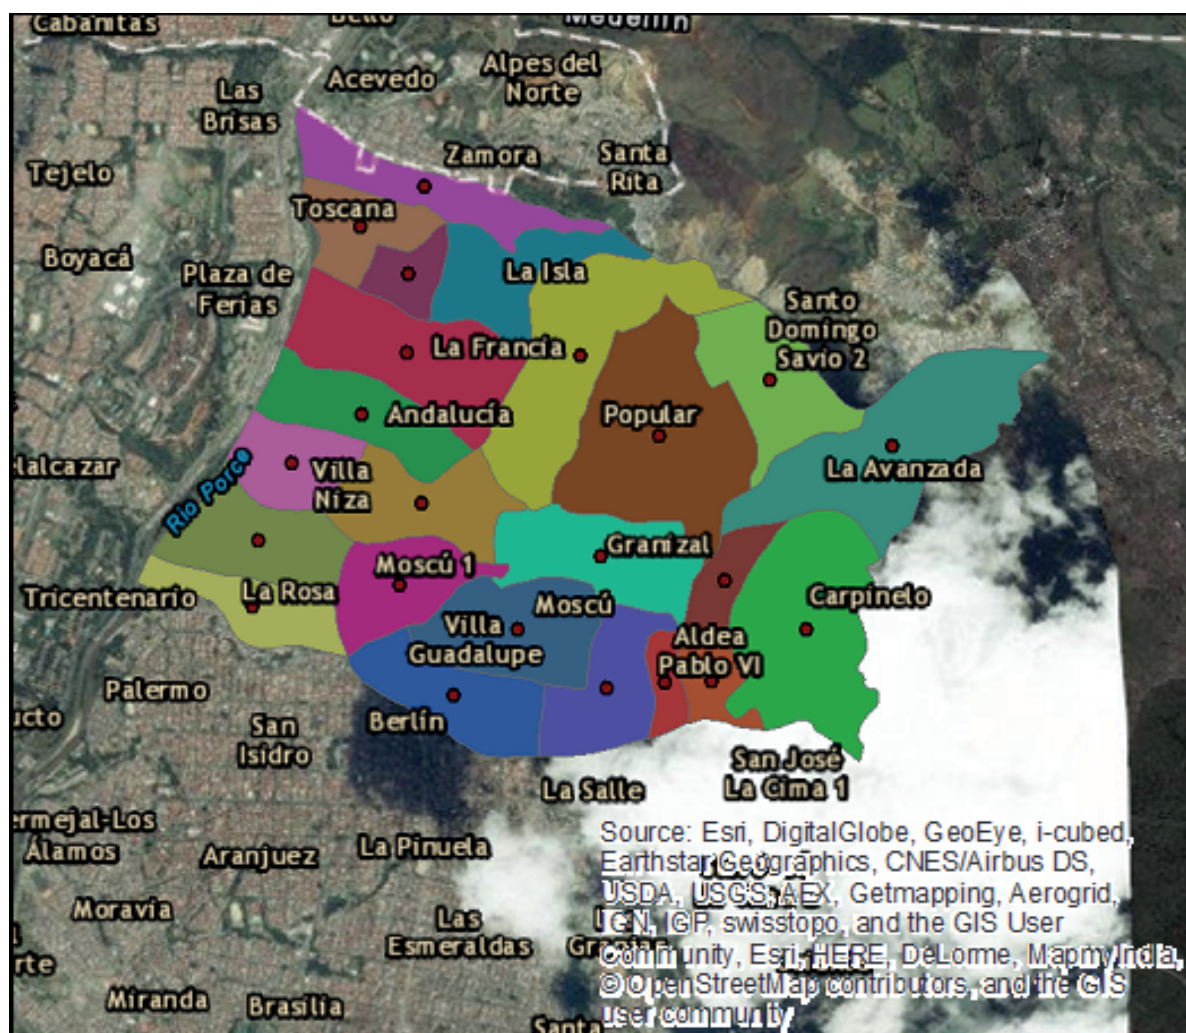 Cabañitas
Bello
Medellín
Acevedo
Alpes del
Norte
Las
Brisas
Zamora
Santa
Rita
Tejelo
Toscana
Boyacá
Plaza de
Ferias
La Isla
Santo
Domingo
Savio 2
La Francia
Andalucía
Popular
elalcazar
Villa
Niza
La Avanzada
Rio Porce
Granizal
Moscú 1
Tricentenario
La Rosa
Moscú
Carpinelo
Villa
Guadalupe
Aldea
Pablo VI
Palermo
ucto
San
Isidro
Berlín
San José
La Cima 1
La Salle
ermejal-Los
Álamos
Aranjuez
La Piñuela
Source: Esri, DigitalGlobe, GeoEye, i-cubed,
Earthstar Geographics, CNES/Airbus DS,
USDA, USGS, AEX, Getmapping, Aerogrid,
IGN, IGP, swisstopo, and the GIS User
Community, Esri, HERE, DeLorme, MapmyIndia,
© OpenStreetMap contributors, and the GIS
user community
Moravia
Las
Esmeraldas
rte
Miranda
Brasilia
Santa